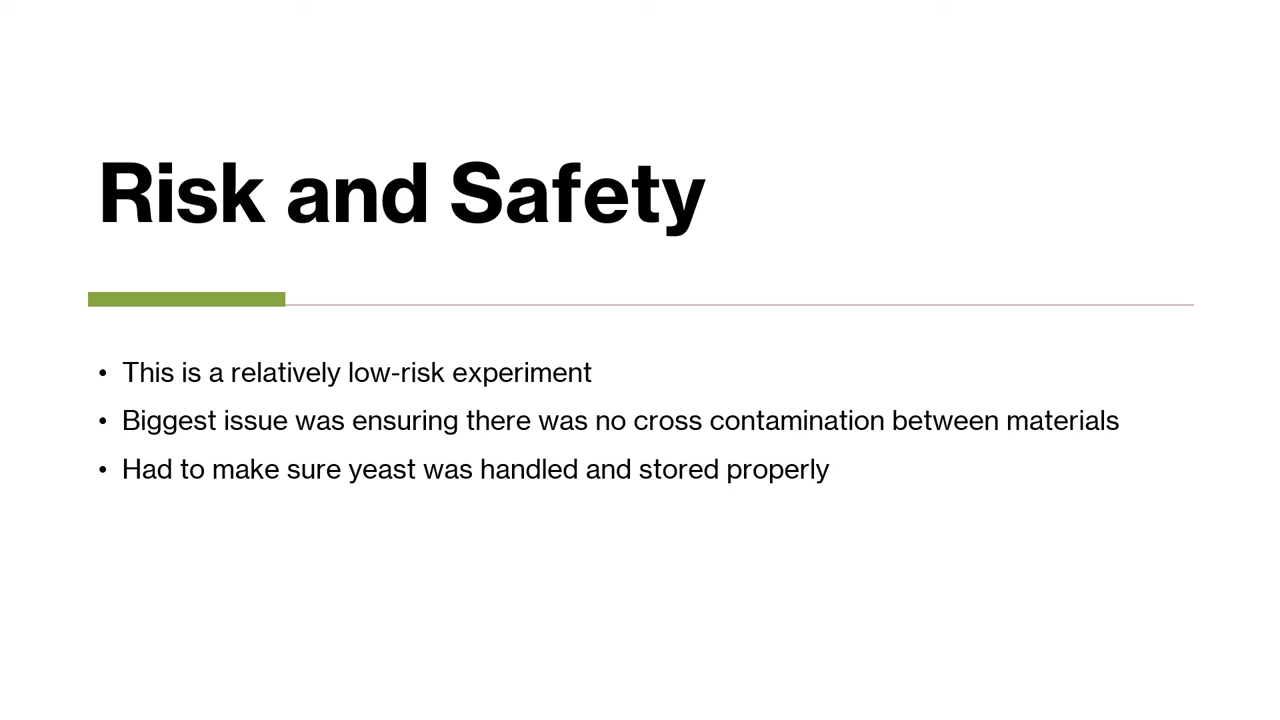 Risk and Safety
• This is a relatively low-risk experiment
• Biggest issue was ensuring there was no cross contamination between materials
• Had to make sure yeast was handled and stored properly